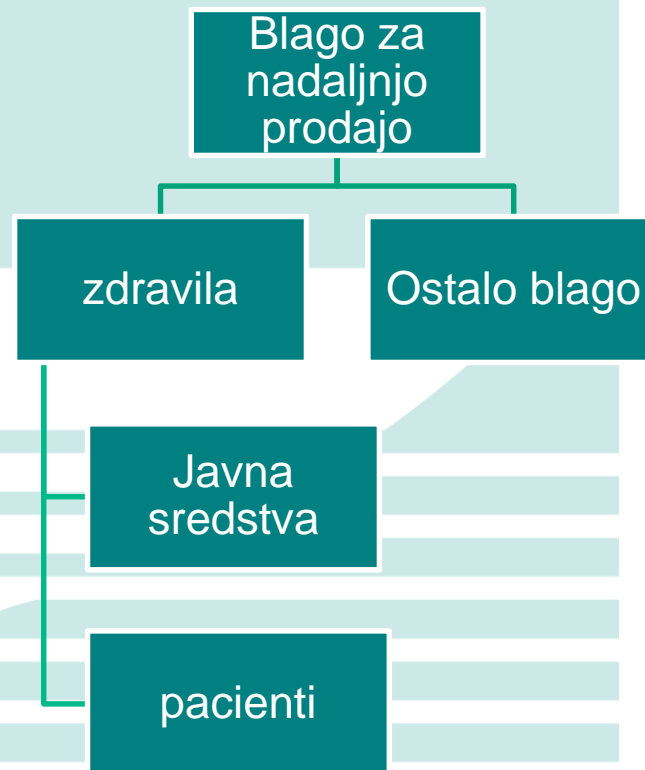 Blago za
nadaljnjo
prodajo
zdravila
Ostalo blago
Javna
sredstva
pacienti